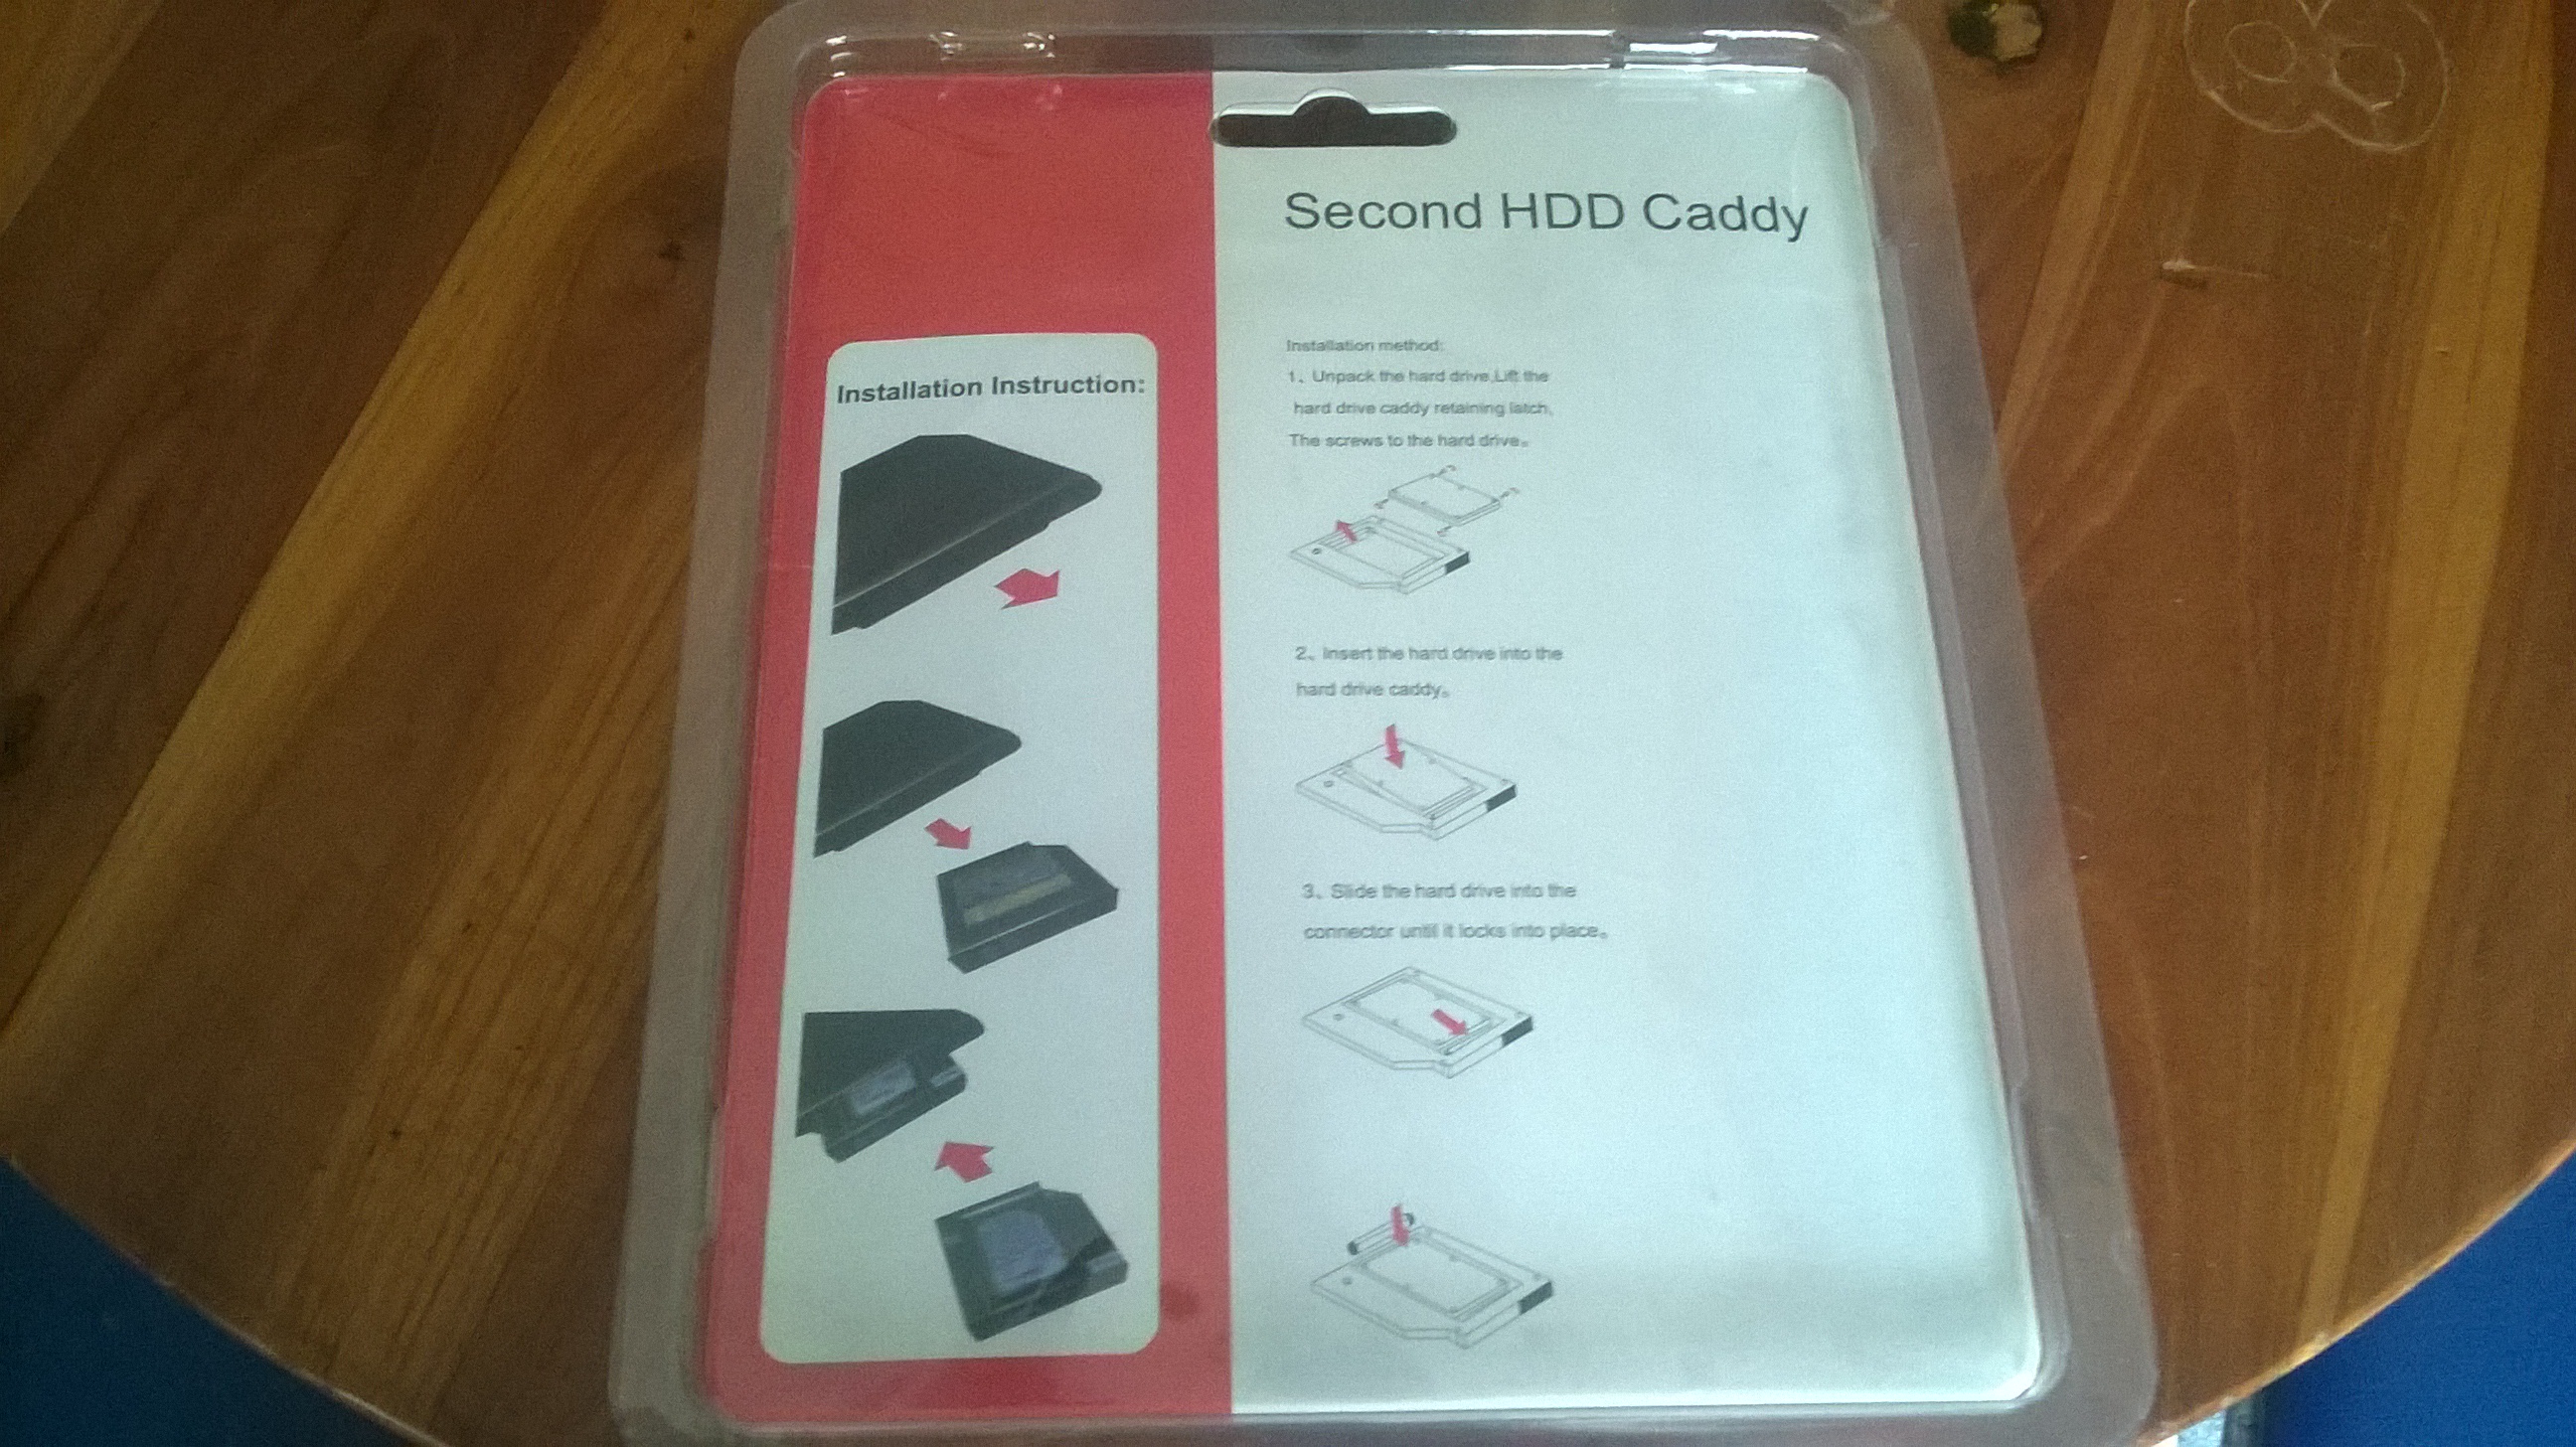 Second HDD Caddy
Installation Instruction:
Installation method:
1、Unpack the hard drive,Lift the
hard drive caddy retaining latch,
The screws to the hard drive。
2、Insert the hard drive into the
hard drive caddy。
3、Slide the hard drive into the
connector until it locks into place。